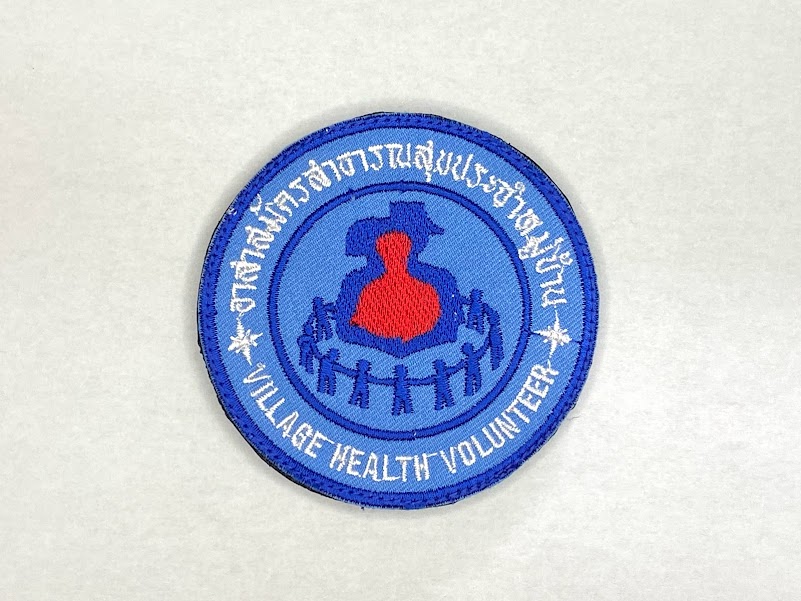 อาสาสมัครสาธารณสุขประจำหมู่บ้าน
VILLAGE HEALTH VOLUNTEER